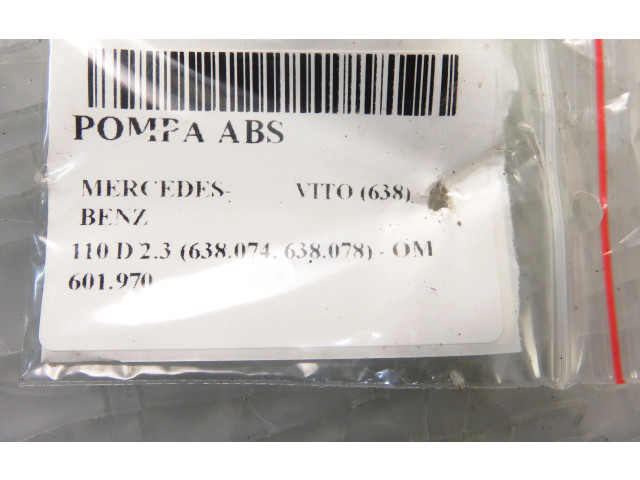 POMPA ABS
MERCEDES- VITO (638)
BENZ
110 D 2.3 (638.074, 638.078) - OM
601.970